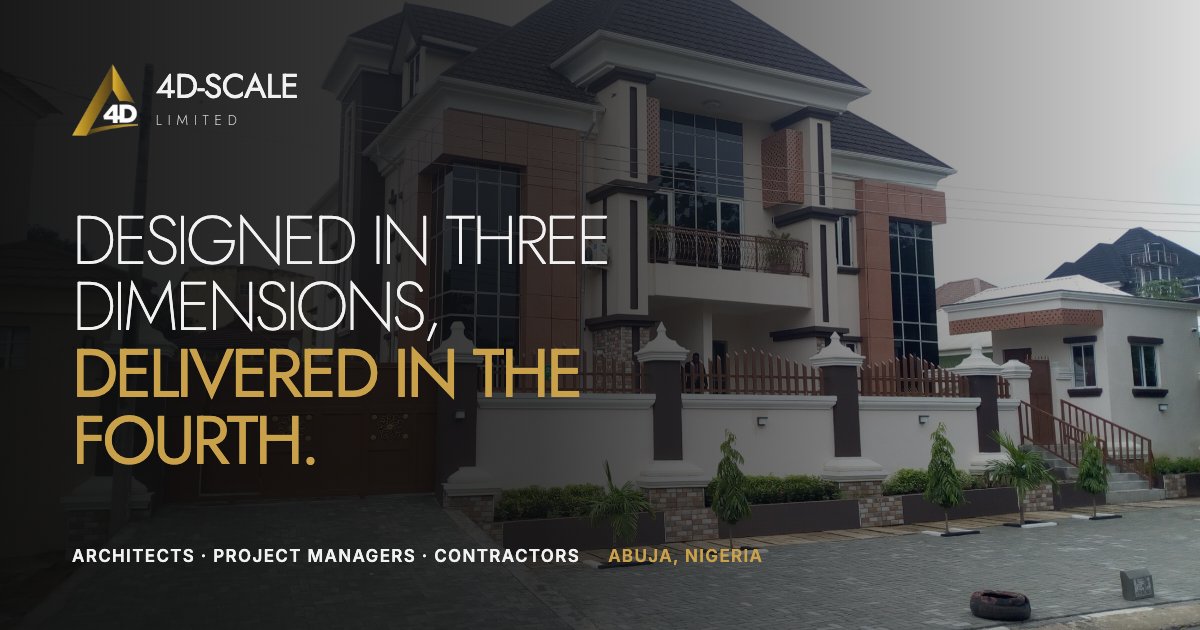 4D
4D-SCALE
LIMITED
DESIGNED IN THREE
DIMENSIONS,
DELIVERED IN THE
FOURTH.
ARCHITECTS · PROJECT MANAGERS · CONTRACTORS ABUJA, NIGERIA